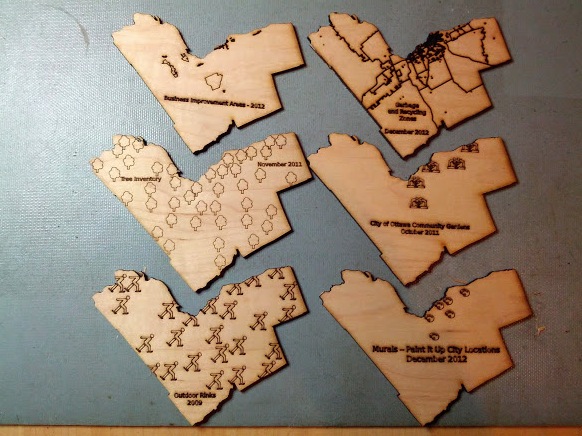 Business Improvement Areas - 2012
Garbage
and Recycling
Zones
December 2012
Tree Inventory
November 2011
City of Ottawa Community Gardens
October 2011
Outdoor Rinks
2009
Murals - Paint It Up City Locations
December 2012